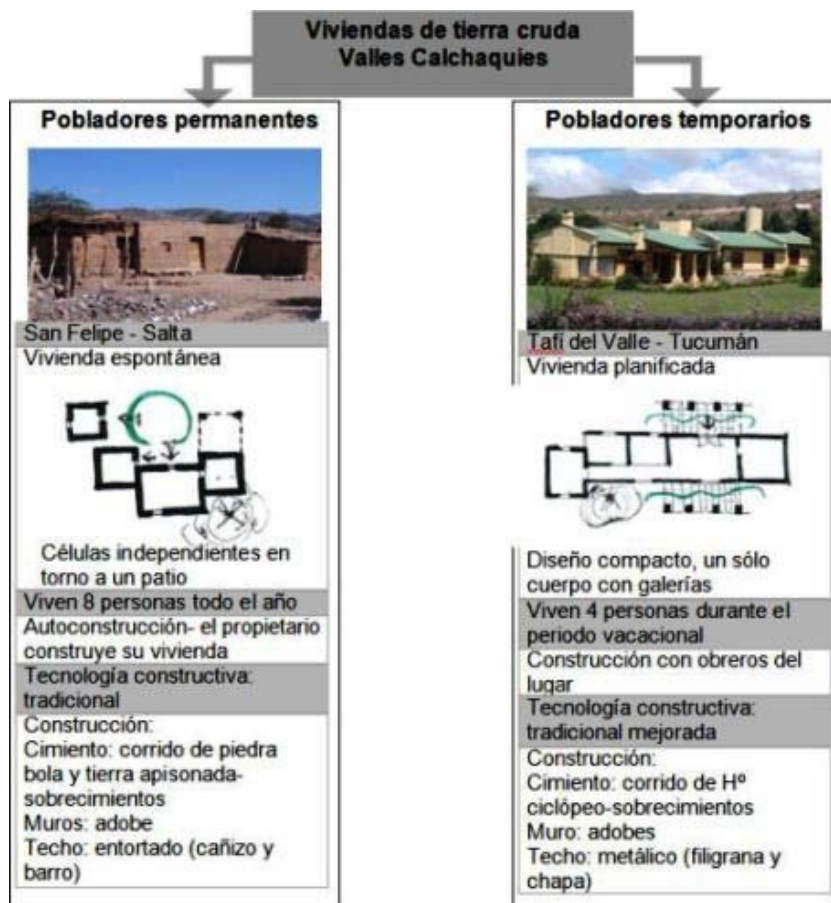 Viviendas de tierra cruda
Valles Calchaquies
Pobladores permanentes
San Felipe - Salta
Vivienda espontánea
Células independientes en
torno a un patio
Viven 8 personas todo el año
Autoconstrucción- el propietario
construye su vivienda
Tecnología constructiva:
tradicional
Construcción:
Cimiento: corrido de piedra
bola y tierra apisonada-
sobrecimientos
Muros: adobe
Techo: entortado (cañizo y
barro)
Pobladores temporarios
Tafí del Valle - Tucumán
Vivienda planificada
Diseño compacto, un sólo
cuerpo con galerías
Viven 4 personas durante el
periodo vacacional
Construcción con obreros del
lugar
Tecnología constructiva:
tradicional mejorada
Construcción:
Cimiento: corrido de Hº
ciclópeo-sobrecimientos
Muro: adobes
Techo: metálico (filigrana y
chapa)